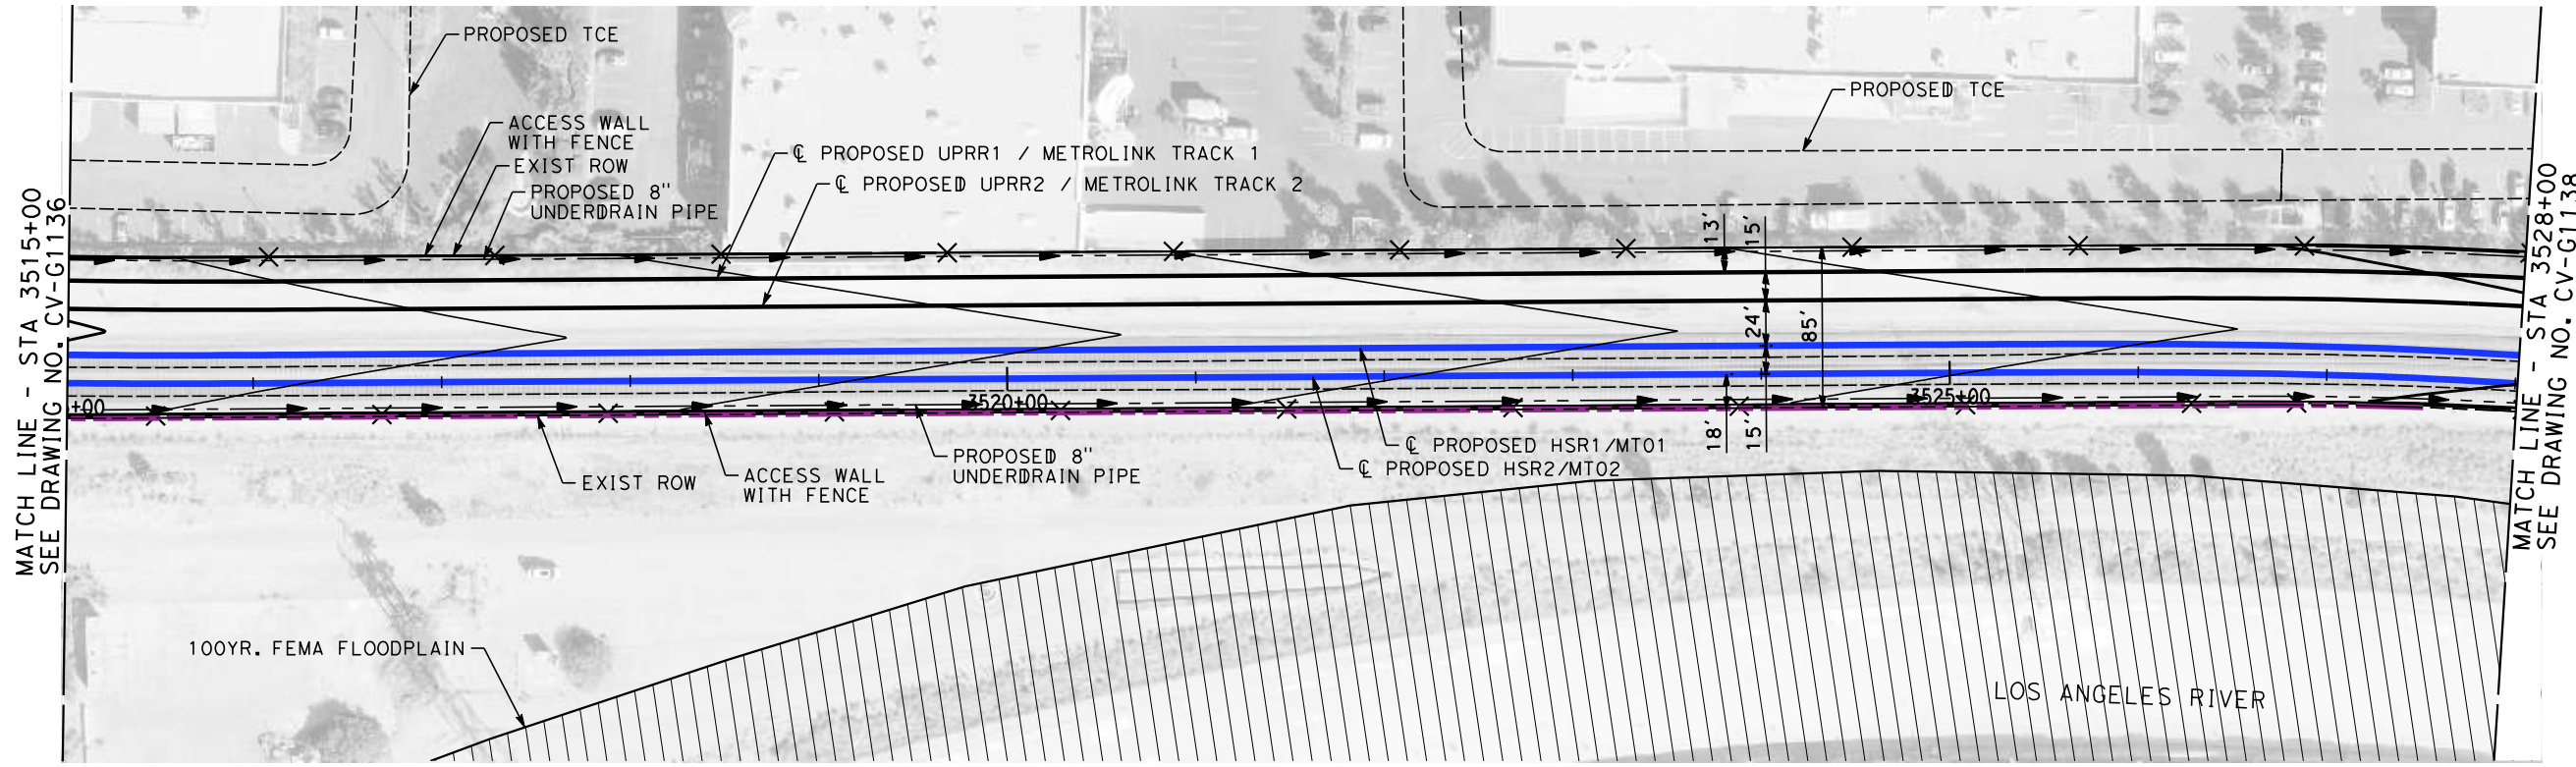 PROPOSED TCE
PROPOSED TCE
ACCESS WALL
WITH FENCE
EXIST ROW
PROPOSED 8"
UNDERDRAIN PIPE
℄ PROPOSED UPRR1 / METROLINK TRACK 1
℄ PROPOSED UPRR2 / METROLINK TRACK 2
MATCH LINE - STA 3515+00
SEE DRAWING NO. CV-G1136
13'
15'
24'
85'
18'
15'
+00
3520+00
3525+00
℄ PROPOSED HSR1/MT01
℄ PROPOSED HSR2/MT02
EXIST ROW
ACCESS WALL
WITH FENCE
PROPOSED 8"
UNDERDRAIN PIPE
100YR. FEMA FLOODPLAIN
LOS ANGELES RIVER
MATCH LINE - STA 3528+00
SEE DRAWING NO. CV-G1138